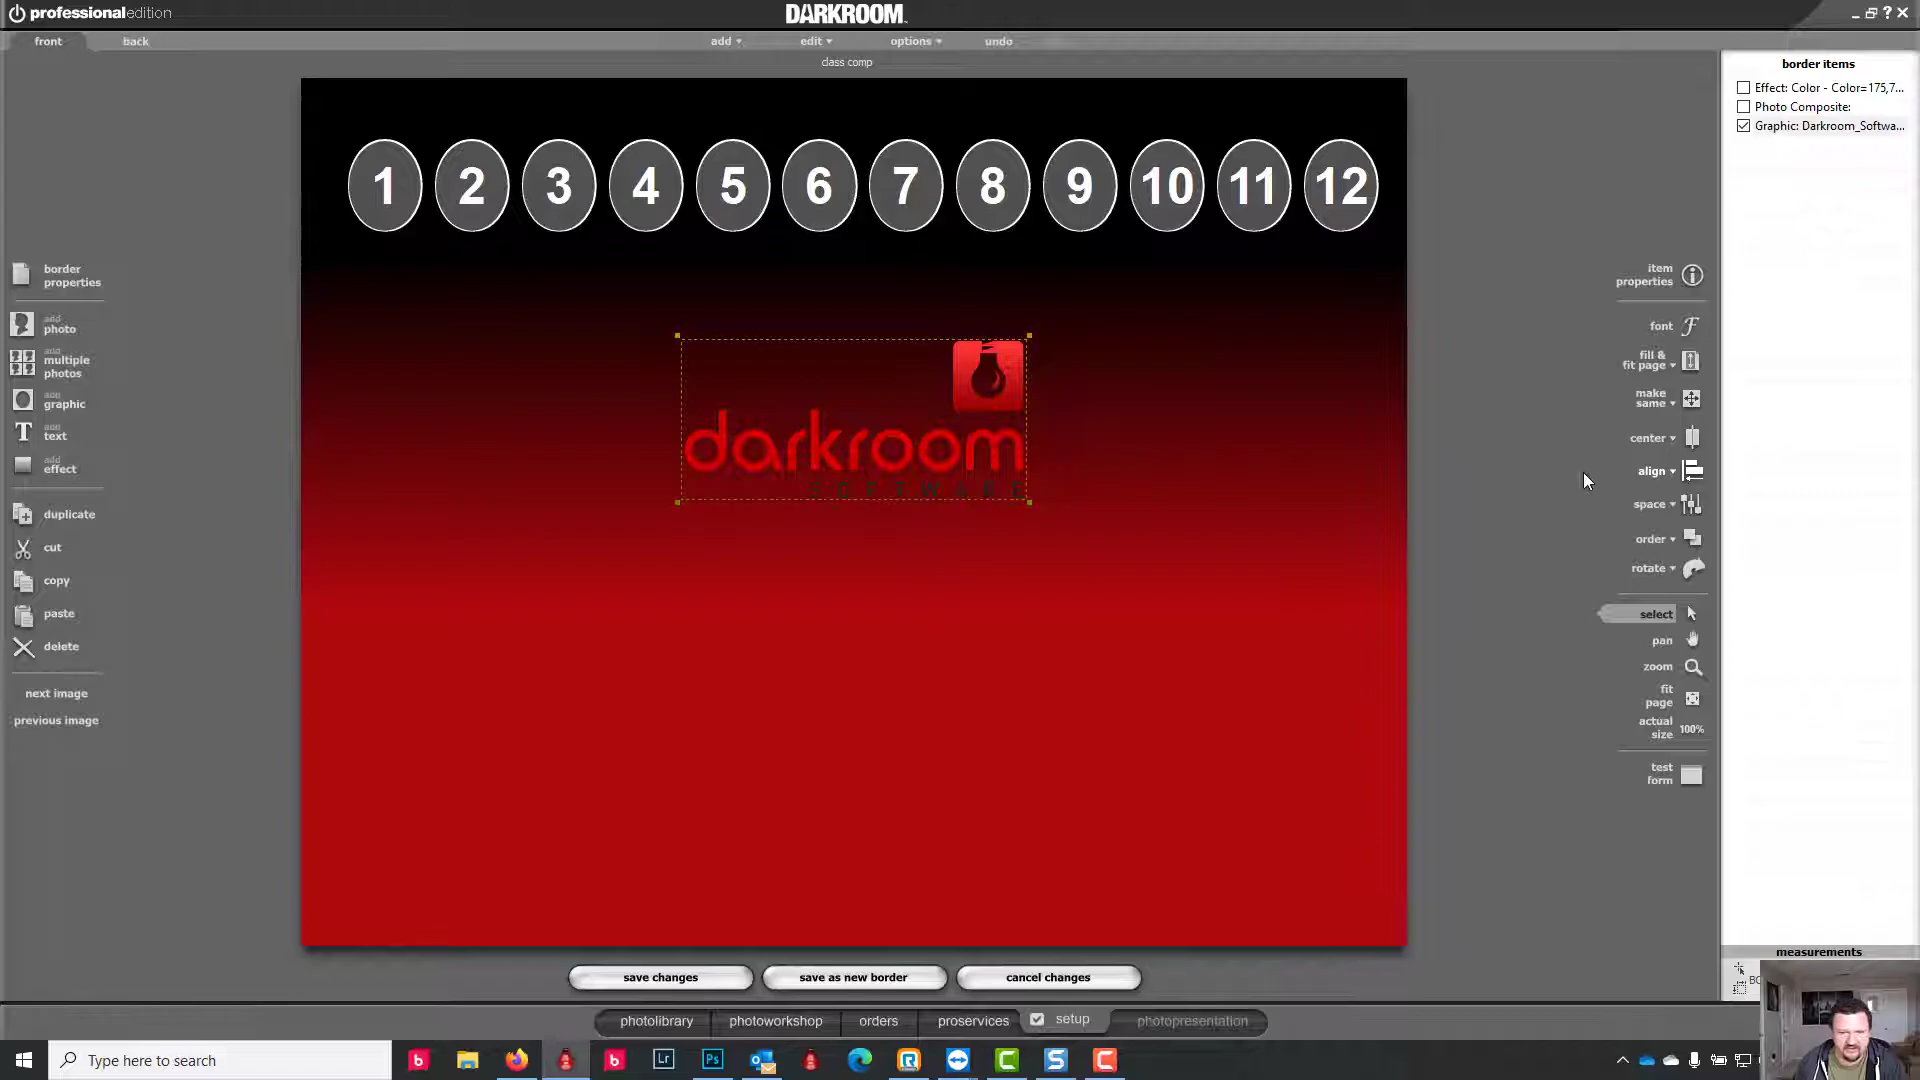 professionaledition
DARKROOM
front
back
add
edit
options
undo
class comp
border items
Effect: Color - Color=175,7...
Photo Composite:
Graphic: Darkroom_Softwa...
1 2 3 4 5 6 7 8 9 10 11 12
darkroom
SOFTWARE
border
properties
add
photo
add
multiple
photos
add
graphic
add
text
add
effect
duplicate
cut
copy
paste
delete
next image
previous image
item
properties
font
fill &
fit page
make
same
center
align
space
order
rotate
select
pan
zoom
fit
page
actual
size
100%
test
form
measurements
save changes
save as new border
cancel changes
photolibrary
photoworkshop
orders
proservices
setup
photopresentation
Type here to search